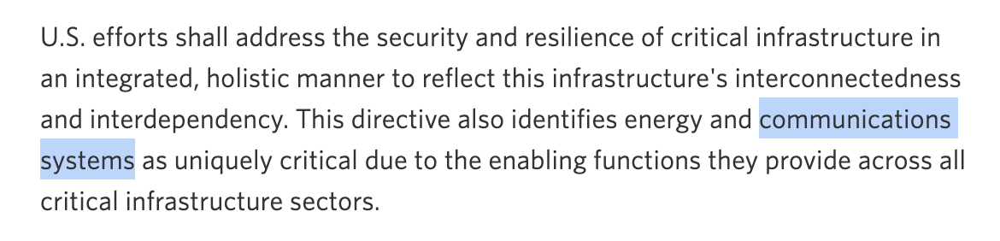 U.S. efforts shall address the security and resilience of critical infrastructure in
an integrated, holistic manner to reflect this infrastructure's interconnectedness
and interdependency. This directive also identifies energy and communications
systems as uniquely critical due to the enabling functions they provide across all
critical infrastructure sectors.